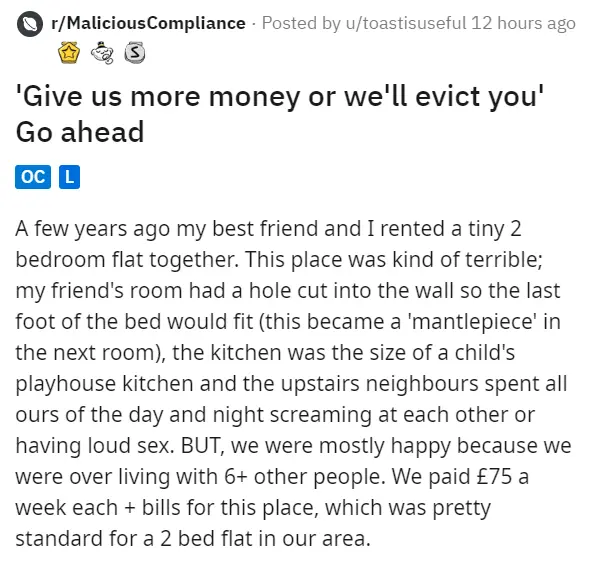 r/MaliciousCompliance · Posted by u/toastisuseful 12 hours ago
S
'Give us more money or we'll evict you'
Go ahead
OC L
A few years ago my best friend and I rented a tiny 2
bedroom flat together. This place was kind of terrible;
my friend's room had a hole cut into the wall so the last
foot of the bed would fit (this became a 'mantlepiece' in
the next room), the kitchen was the size of a child's
playhouse kitchen and the upstairs neighbours spent all
ours of the day and night screaming at each other or
having loud sex. BUT, we were mostly happy because we
were over living with 6+ other people. We paid £75 a
week each + bills for this place, which was pretty
standard for a 2 bed flat in our area.